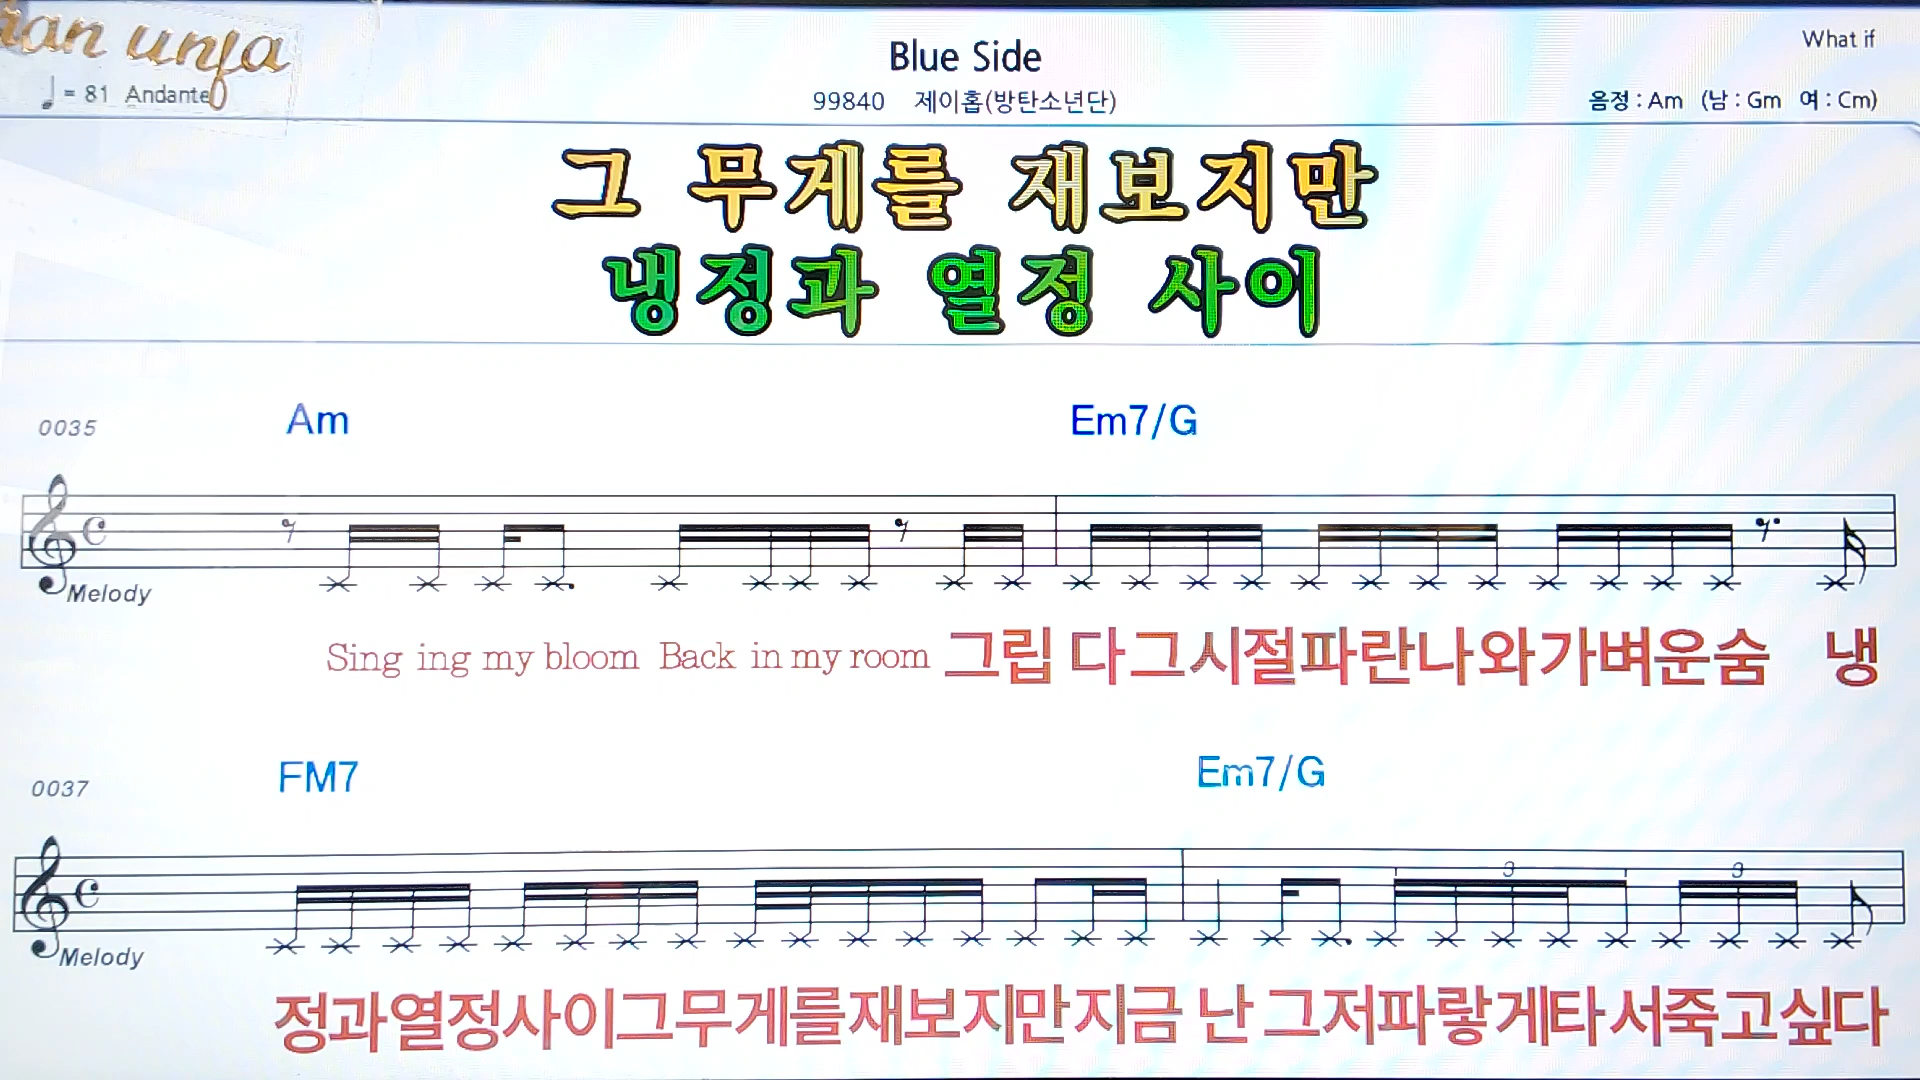 ian unja
Blue Side
What if
♩ = 81 Andante
99840 제이홉(방탄소년단)
음정 : Am (남 : Gm 여 : Cm)
그 무게를 재보지만
냉정과 열정 사이
0035 Am Em7/G
Melody
Sing ing my bloom Back in my room 그립 다그시절파란나와가벼운숨 냉
0037 FM7 Em7/G
3 3
Melody
정과열정사이그무게를재보지만지금 난 그저파랗게타서죽고싶다